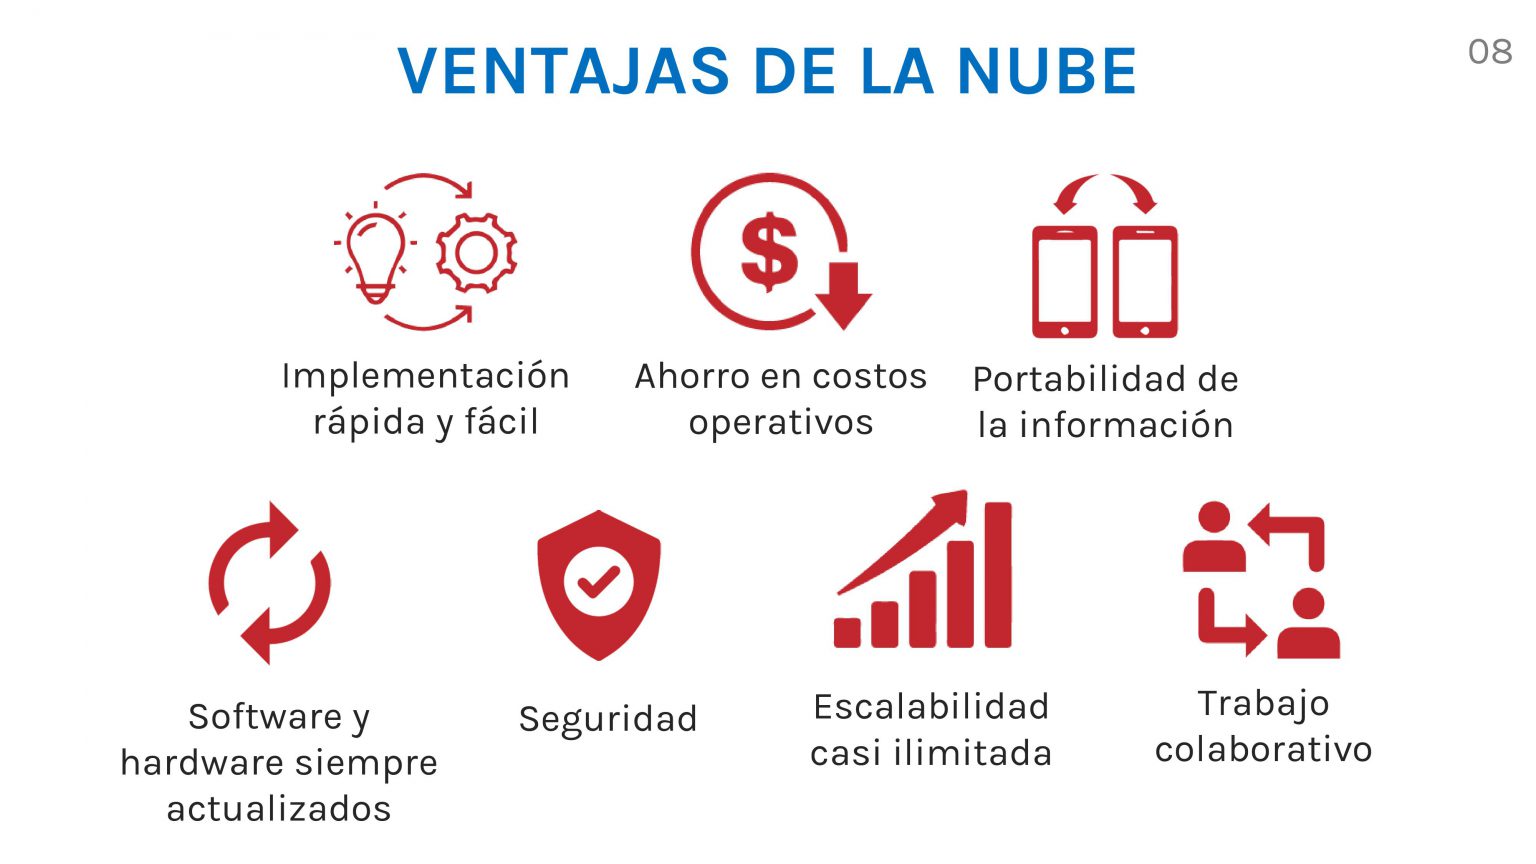 VENTAJAS DE LA NUBE
08
$
Implementación
rápida y fácil
Ahorro en costos
operativos
Portabilidad de
la información
Software y
hardware siempre
actualizados
Seguridad
Escalabilidad
casi ilimitada
Trabajo
colaborativo